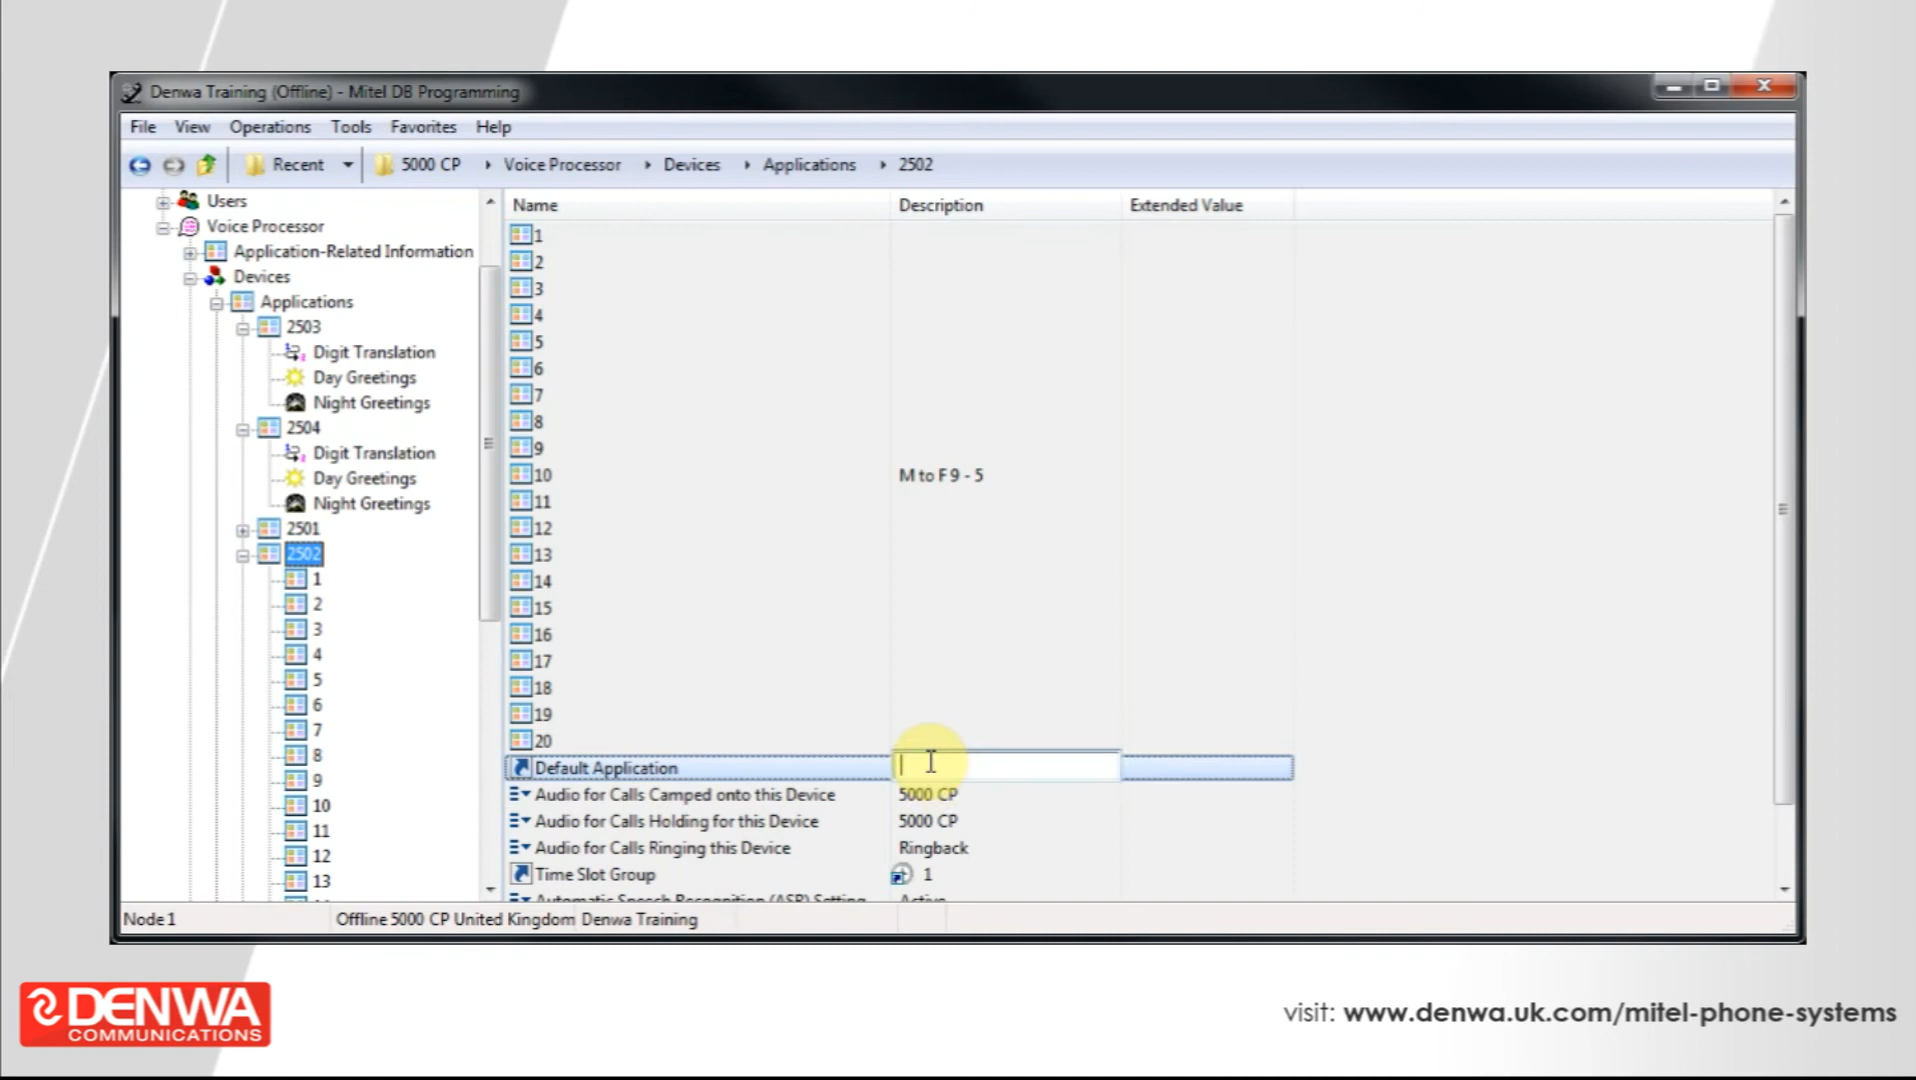 Denwa Training (Offline) - Mitel DB Programming
File View Operations Tools Favorites Help
Recent 5000 CP Voice Processor Devices Applications 2502
Users
Voice Processor
Application-Related Information
Devices
Applications
2503
Digit Translation
Day Greetings
Night Greetings
2504
Digit Translation
Day Greetings
Night Greetings
2501
2502
1
2
3
4
5
6
7
8
9
10
11
12
13
Name Description Extended Value
1
2
3
4
5
6
7
8
9
10 M to F 9 - 5
11
12
13
14
15
16
17
18
19
20
Default Application
Audio for Calls Camped onto this Device 5000 CP
Audio for Calls Holding for this Device 5000 CP
Audio for Calls Ringing this Device Ringback
Time Slot Group 1
Automatic Speech Recognition (ASR) Setting Active
Node 1 Offline 5000 CP United Kingdom Denwa Training
DENWA
COMMUNICATIONS
visit: www.denwa.uk.com/mitel-phone-systems